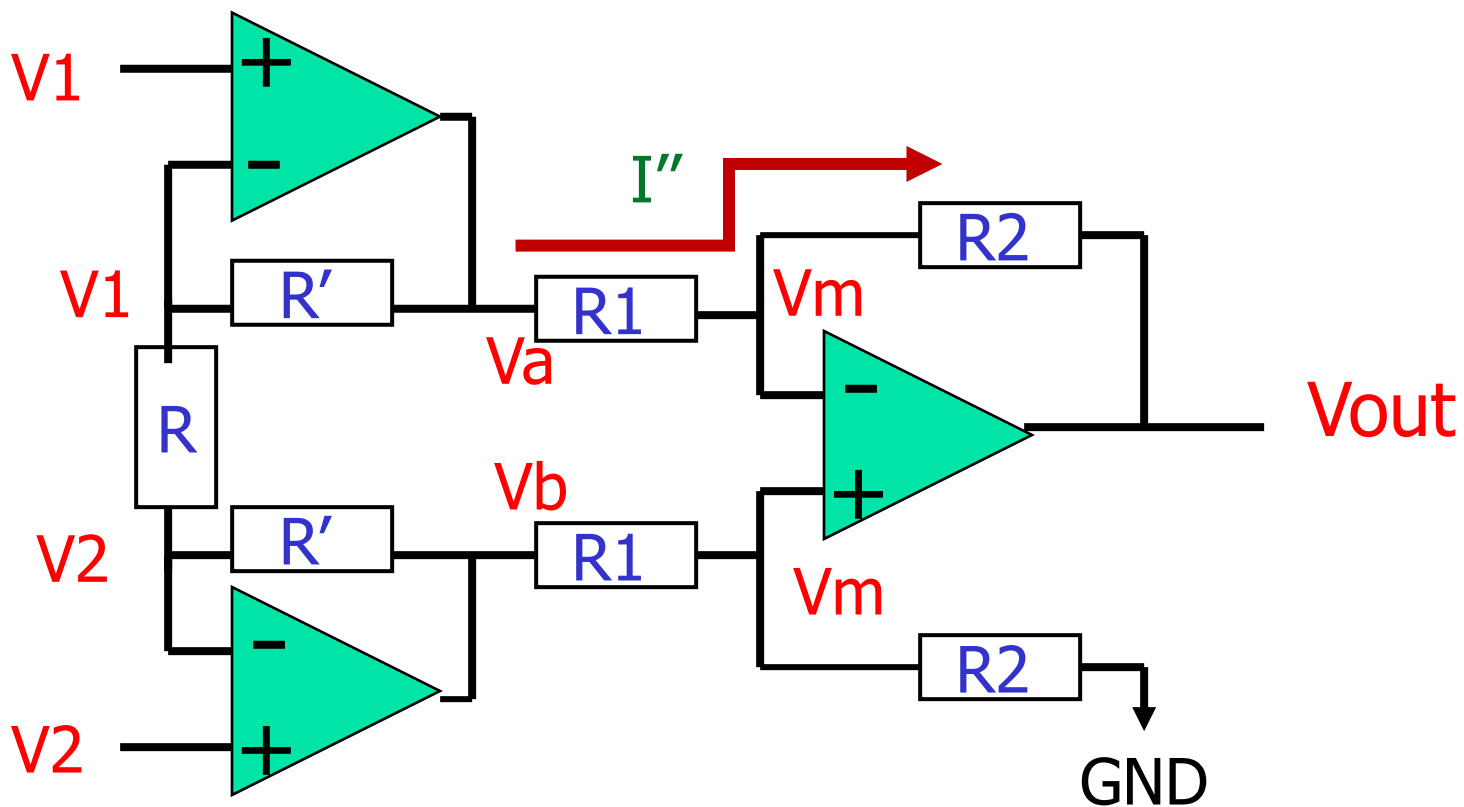 V1
+
-
I″
R2
V1
R′
R1
Vm
Va
-
R
Vout
Vb
+
R′
R1
V2
Vm
-
R2
V2
+
GND